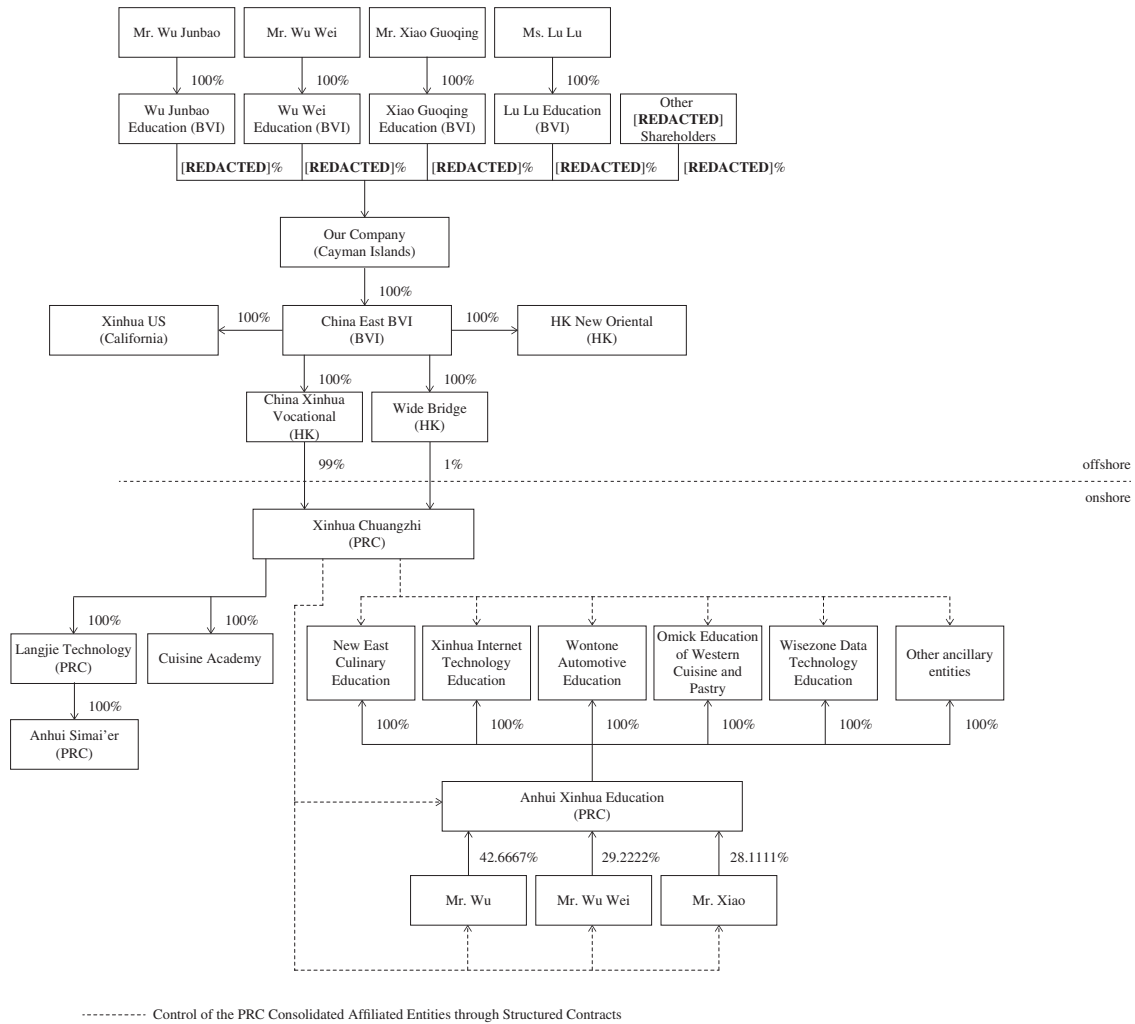 Mr. Wu Junbao
Mr. Wu Wei
Mr. Xiao Guoqing
Ms. Lu Lu
100%
100%
100%
100%
Wu Junbao
Education (BVI)
Wu Wei
Education (BVI)
Xiao Guoqing
Education (BVI)
Lu Lu Education
(BVI)
Other
[REDACTED]
Shareholders
[REDACTED]%
[REDACTED]%
[REDACTED]%
[REDACTED]%
[REDACTED]%
Our Company
(Cayman Islands)
100%
Xinhua US
(California)
100%
China East BVI
(BVI)
100%
HK New Oriental
(HK)
100%
100%
China Xinhua
Vocational
(HK)
Wide Bridge
(HK)
99%
1%
offshore
onshore
Xinhua Chuangzhi
(PRC)
100%
100%
Langjie Technology
(PRC)
Cuisine Academy
100%
Anhui Simai'er
(PRC)
New East
Culinary
Education
Xinhua Internet
Technology
Education
Wontone
Automotive
Education
Omick Education
of Western
Cuisine and
Pastry
Wisezone Data
Technology
Education
Other ancillary
entities
100%
100%
100%
100%
100%
100%
Anhui Xinhua Education
(PRC)
42.6667%
29.2222%
28.1111%
Mr. Wu
Mr. Wu Wei
Mr. Xiao
Control of the PRC Consolidated Affiliated Entities through Structured Contracts